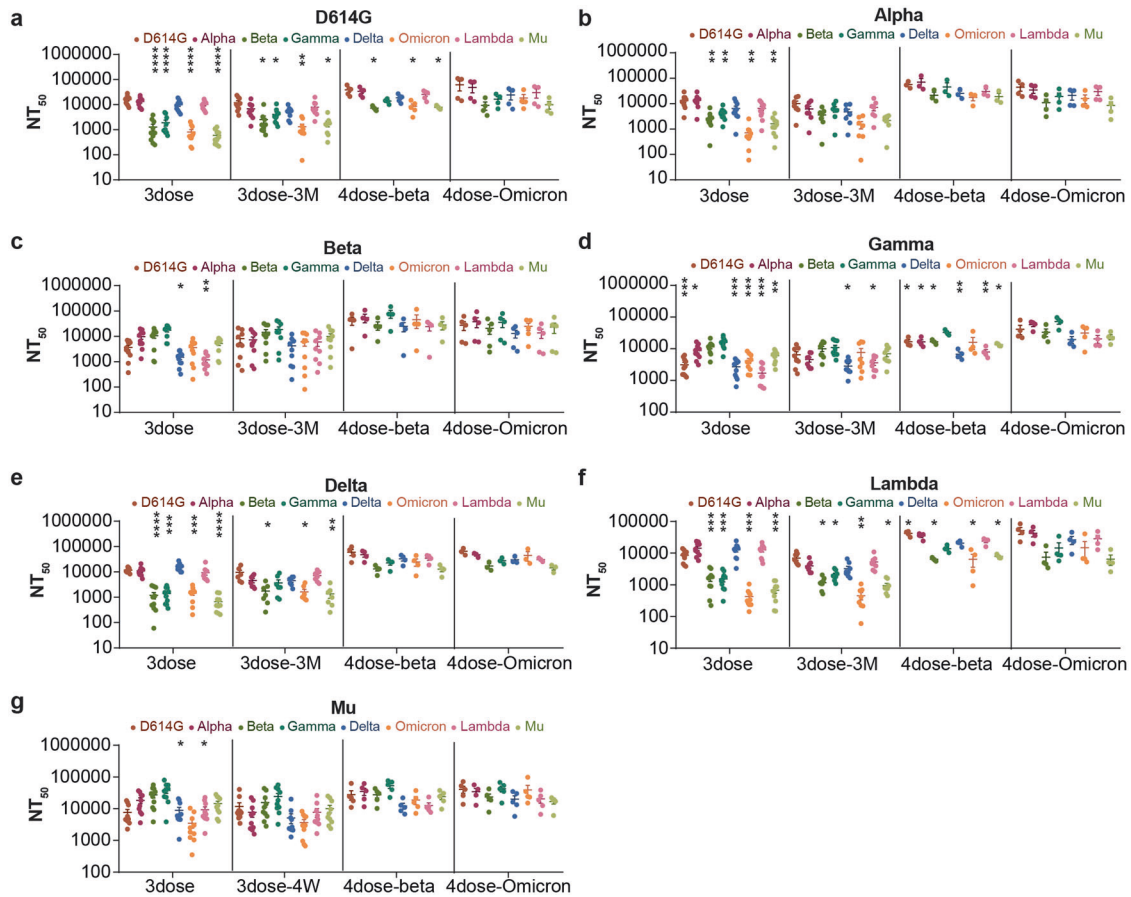 a
D614G
D614G Alpha Beta Gamma Delta Omicron Lambda Mu
NT50
1000000
100000
10000
1000
100
10
**** **** **** ****
* * ** *
* * *
3dose 3dose-3M 4dose-beta 4dose-Omicron
b
Alpha
D614G Alpha Beta Gamma Delta Omicron Lambda Mu
NT50
1000000
100000
10000
1000
100
10
** ** ** **
3dose 3dose-3M 4dose-beta 4dose-Omicron
c
Beta
D614G Alpha Beta Gamma Delta Omicron Lambda Mu
NT50
1000000
100000
10000
1000
100
10
* **
3dose 3dose-3M 4dose-beta 4dose-Omicron
d
Gamma
D614G Alpha Beta Gamma Delta Omicron Lambda Mu
NT50
1000000
100000
10000
1000
100
*** * *** *** *** **
* *
* * * ** ** *
3dose 3dose-3M 4dose-beta 4dose-Omicron
e
Delta
D614G Alpha Beta Gamma Delta Omicron Lambda Mu
NT50
1000000
100000
10000
1000
100
10
**** *** *** ****
* * **
3dose 3dose-3M 4dose-beta 4dose-Omicron
f
Lambda
D614G Alpha Beta Gamma Delta Omicron Lambda Mu
NT50
100000
10000
1000
100
10
*** *** *** ***
* * ** *
* * * *
3dose 3dose-3M 4dose-beta 4dose-Omicron
g
Mu
D614G Alpha Beta Gamma Delta Omicron Lambda Mu
NT50
1000000
100000
10000
1000
100
* *
3dose 3dose-4W 4dose-beta 4dose-Omicron